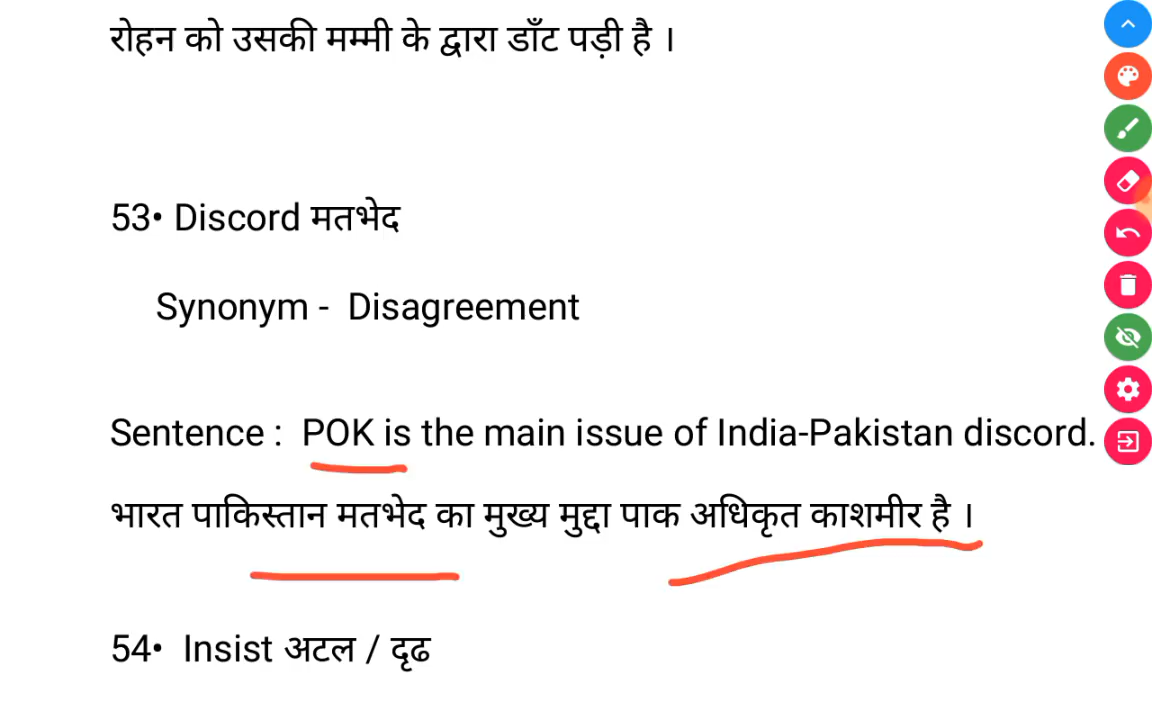 रोहन को उसकी मम्मी के द्वारा डाँट पड़ी है ।
53• Discord मतभेद
Synonym - Disagreement
Sentence : POK is the main issue of India-Pakistan discord.
भारत पाकिस्तान मतभेद का मुख्य मुद्दा पाक अधिकृत काशमीर है ।
54• Insist अटल / दृढ